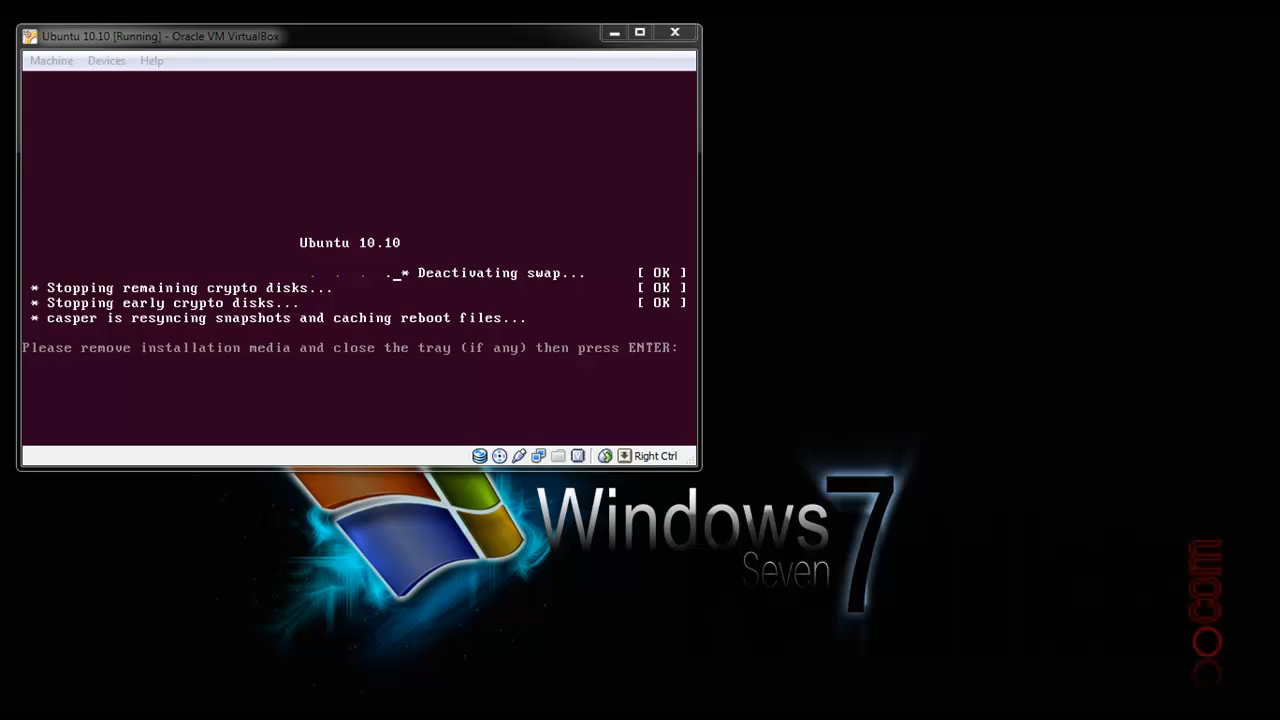 Ubuntu 10.10 [Running] - Oracle VM VirtualBox
Machine Devices Help
Ubuntu 10.10
. . . ._* Deactivating swap... [ OK ]
* Stopping remaining crypto disks... [ OK ]
* Stopping early crypto disks... [ OK ]
* casper is resyncing snapshots and caching reboot files...
Please remove installation media and close the tray (if any) then press ENTER:
Right Ctrl
Windows 7
Seven